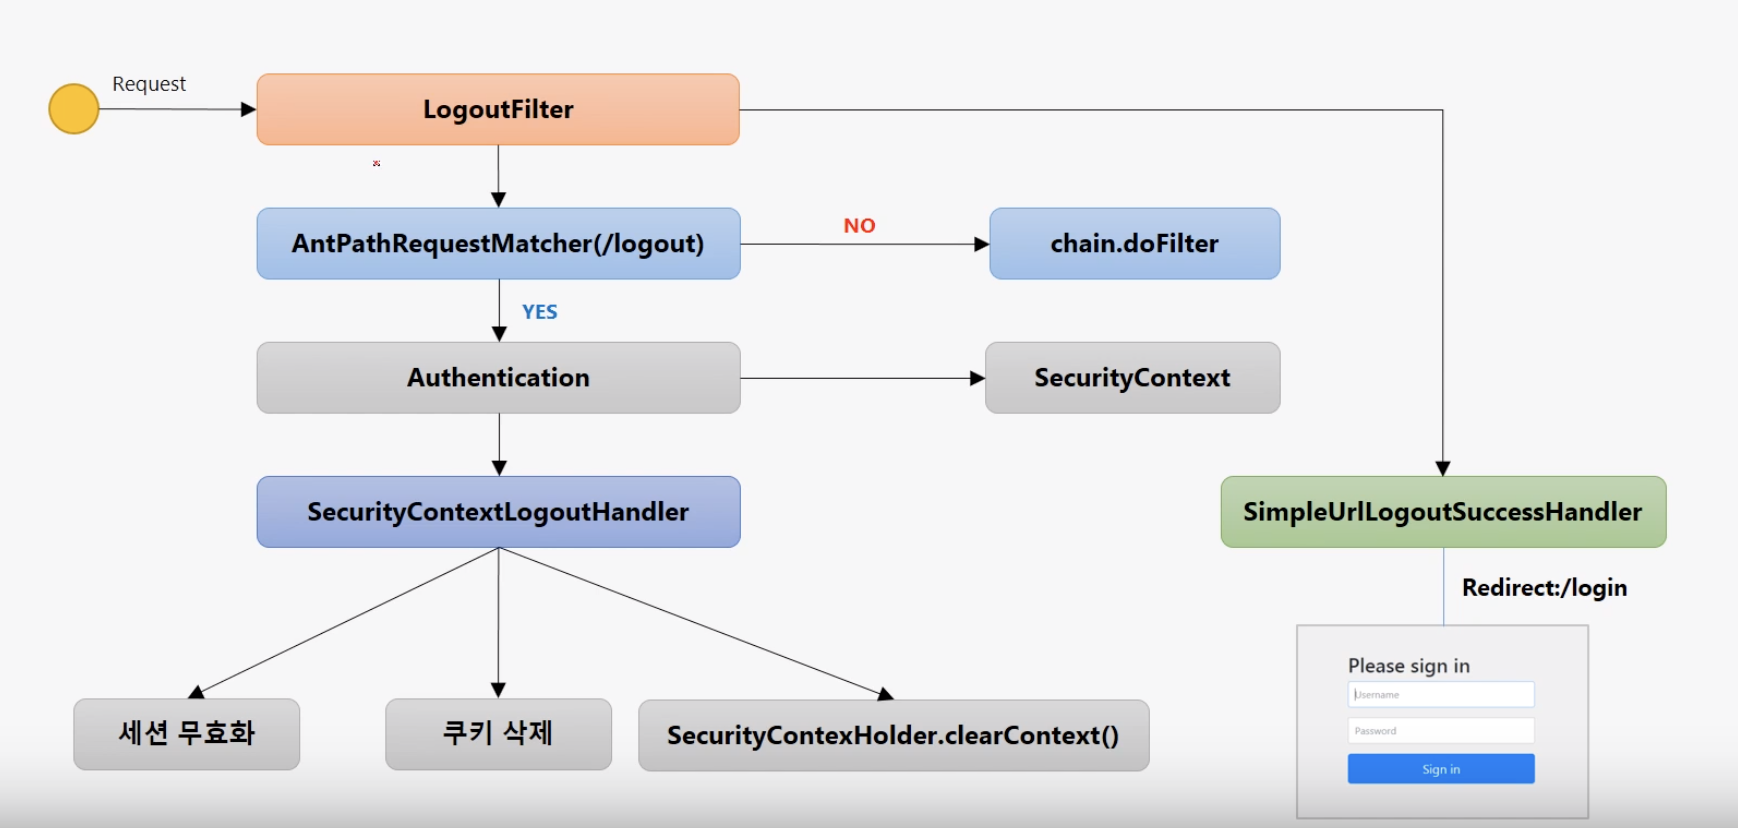 Request
LogoutFilter
AntPathRequestMatcher(/logout)
NO
chain.doFilter
YES
Authentication
SecurityContext
SecurityContextLogoutHandler
SimpleUrlLogoutSuccessHandler
Redirect:/login
세션 무효화
쿠키 삭제
SecurityContexHolder.clearContext()
Please sign in
Username
Password
Sign in